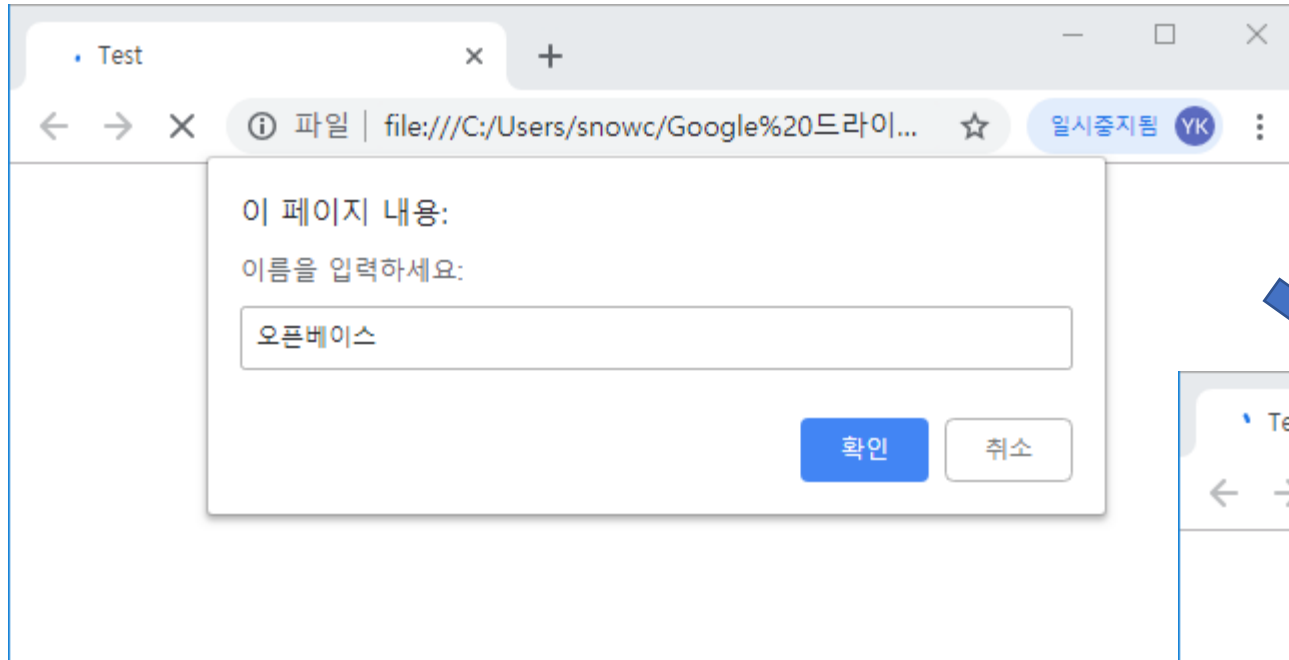 Test
파일 | file:///C:/Users/snowc/Google%20드라이... 일시중지됨 YK
이 페이지 내용:
이름을 입력하세요:
오픈베이스
확인 취소
Te